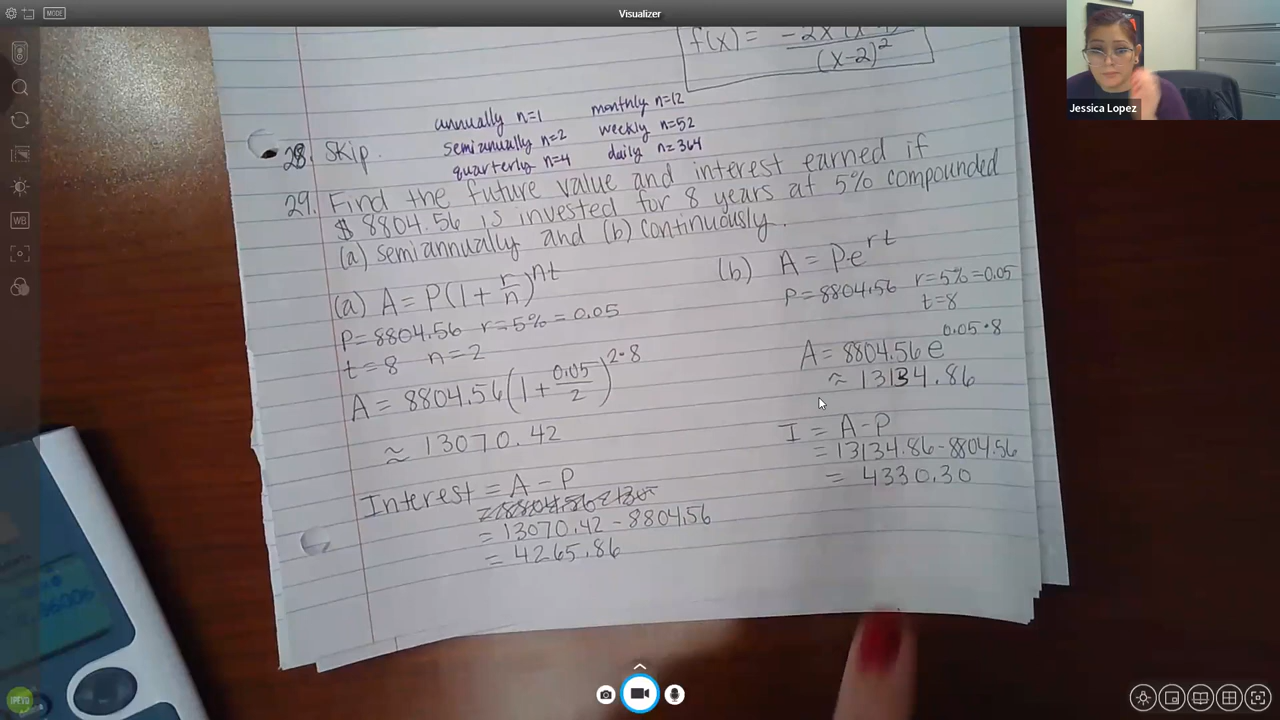 Visualizer
MODE
WB
Jessica Lopez
f(x) =
(x-2)²
annually n=1
monthly n=12
semiannually n=2
weekly n=52
quarterly n=4
daily n=364
28. Skip.
29. Find the future value and interest earned if
$8804.56 is invested for 8 years at 5% compounded
(a) semiannually and (b) continuously.
(a) A = P(1 + r/n)^nt
P=8804.56 r=5% = 0.05
t=8 n=2
A = 8804.56(1 + 0.05/2)^2·8
≈ 13070.42
Interest = A - P
= 13070.42 - 8804.56
= 4265.86
(b) A = Pe^rt
P=8804.56 r=5%=0.05
t=8
A = 8804.56 e^0.05·8
≈ 13134.86
I = A-P
= 13134.86-8804.56
= 4330.30